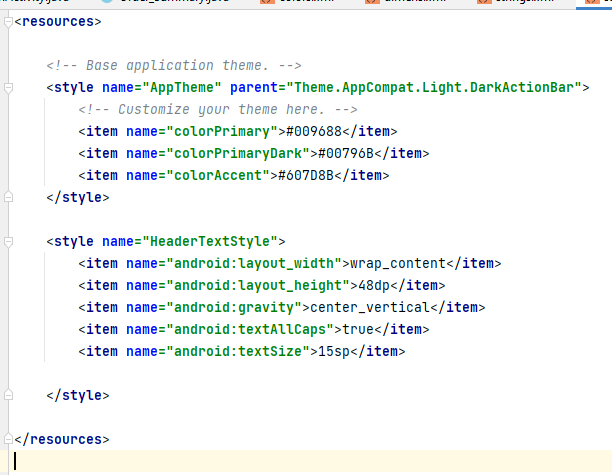 <resources>
<!-- Base application theme. -->
<style name="AppTheme" parent="Theme.AppCompat.Light.DarkActionBar">
<!-- Customize your theme here. -->
<item name="colorPrimary">#009688</item>
<item name="colorPrimaryDark">#00796B</item>
<item name="colorAccent">#607D8B</item>
</style>
<style name="HeaderTextStyle">
<item name="android:layout_width">wrap_content</item>
<item name="android:layout_height">48dp</item>
<item name="android:gravity">center_vertical</item>
<item name="android:textAllCaps">true</item>
<item name="android:textSize">15sp</item>
</style>
</resources>